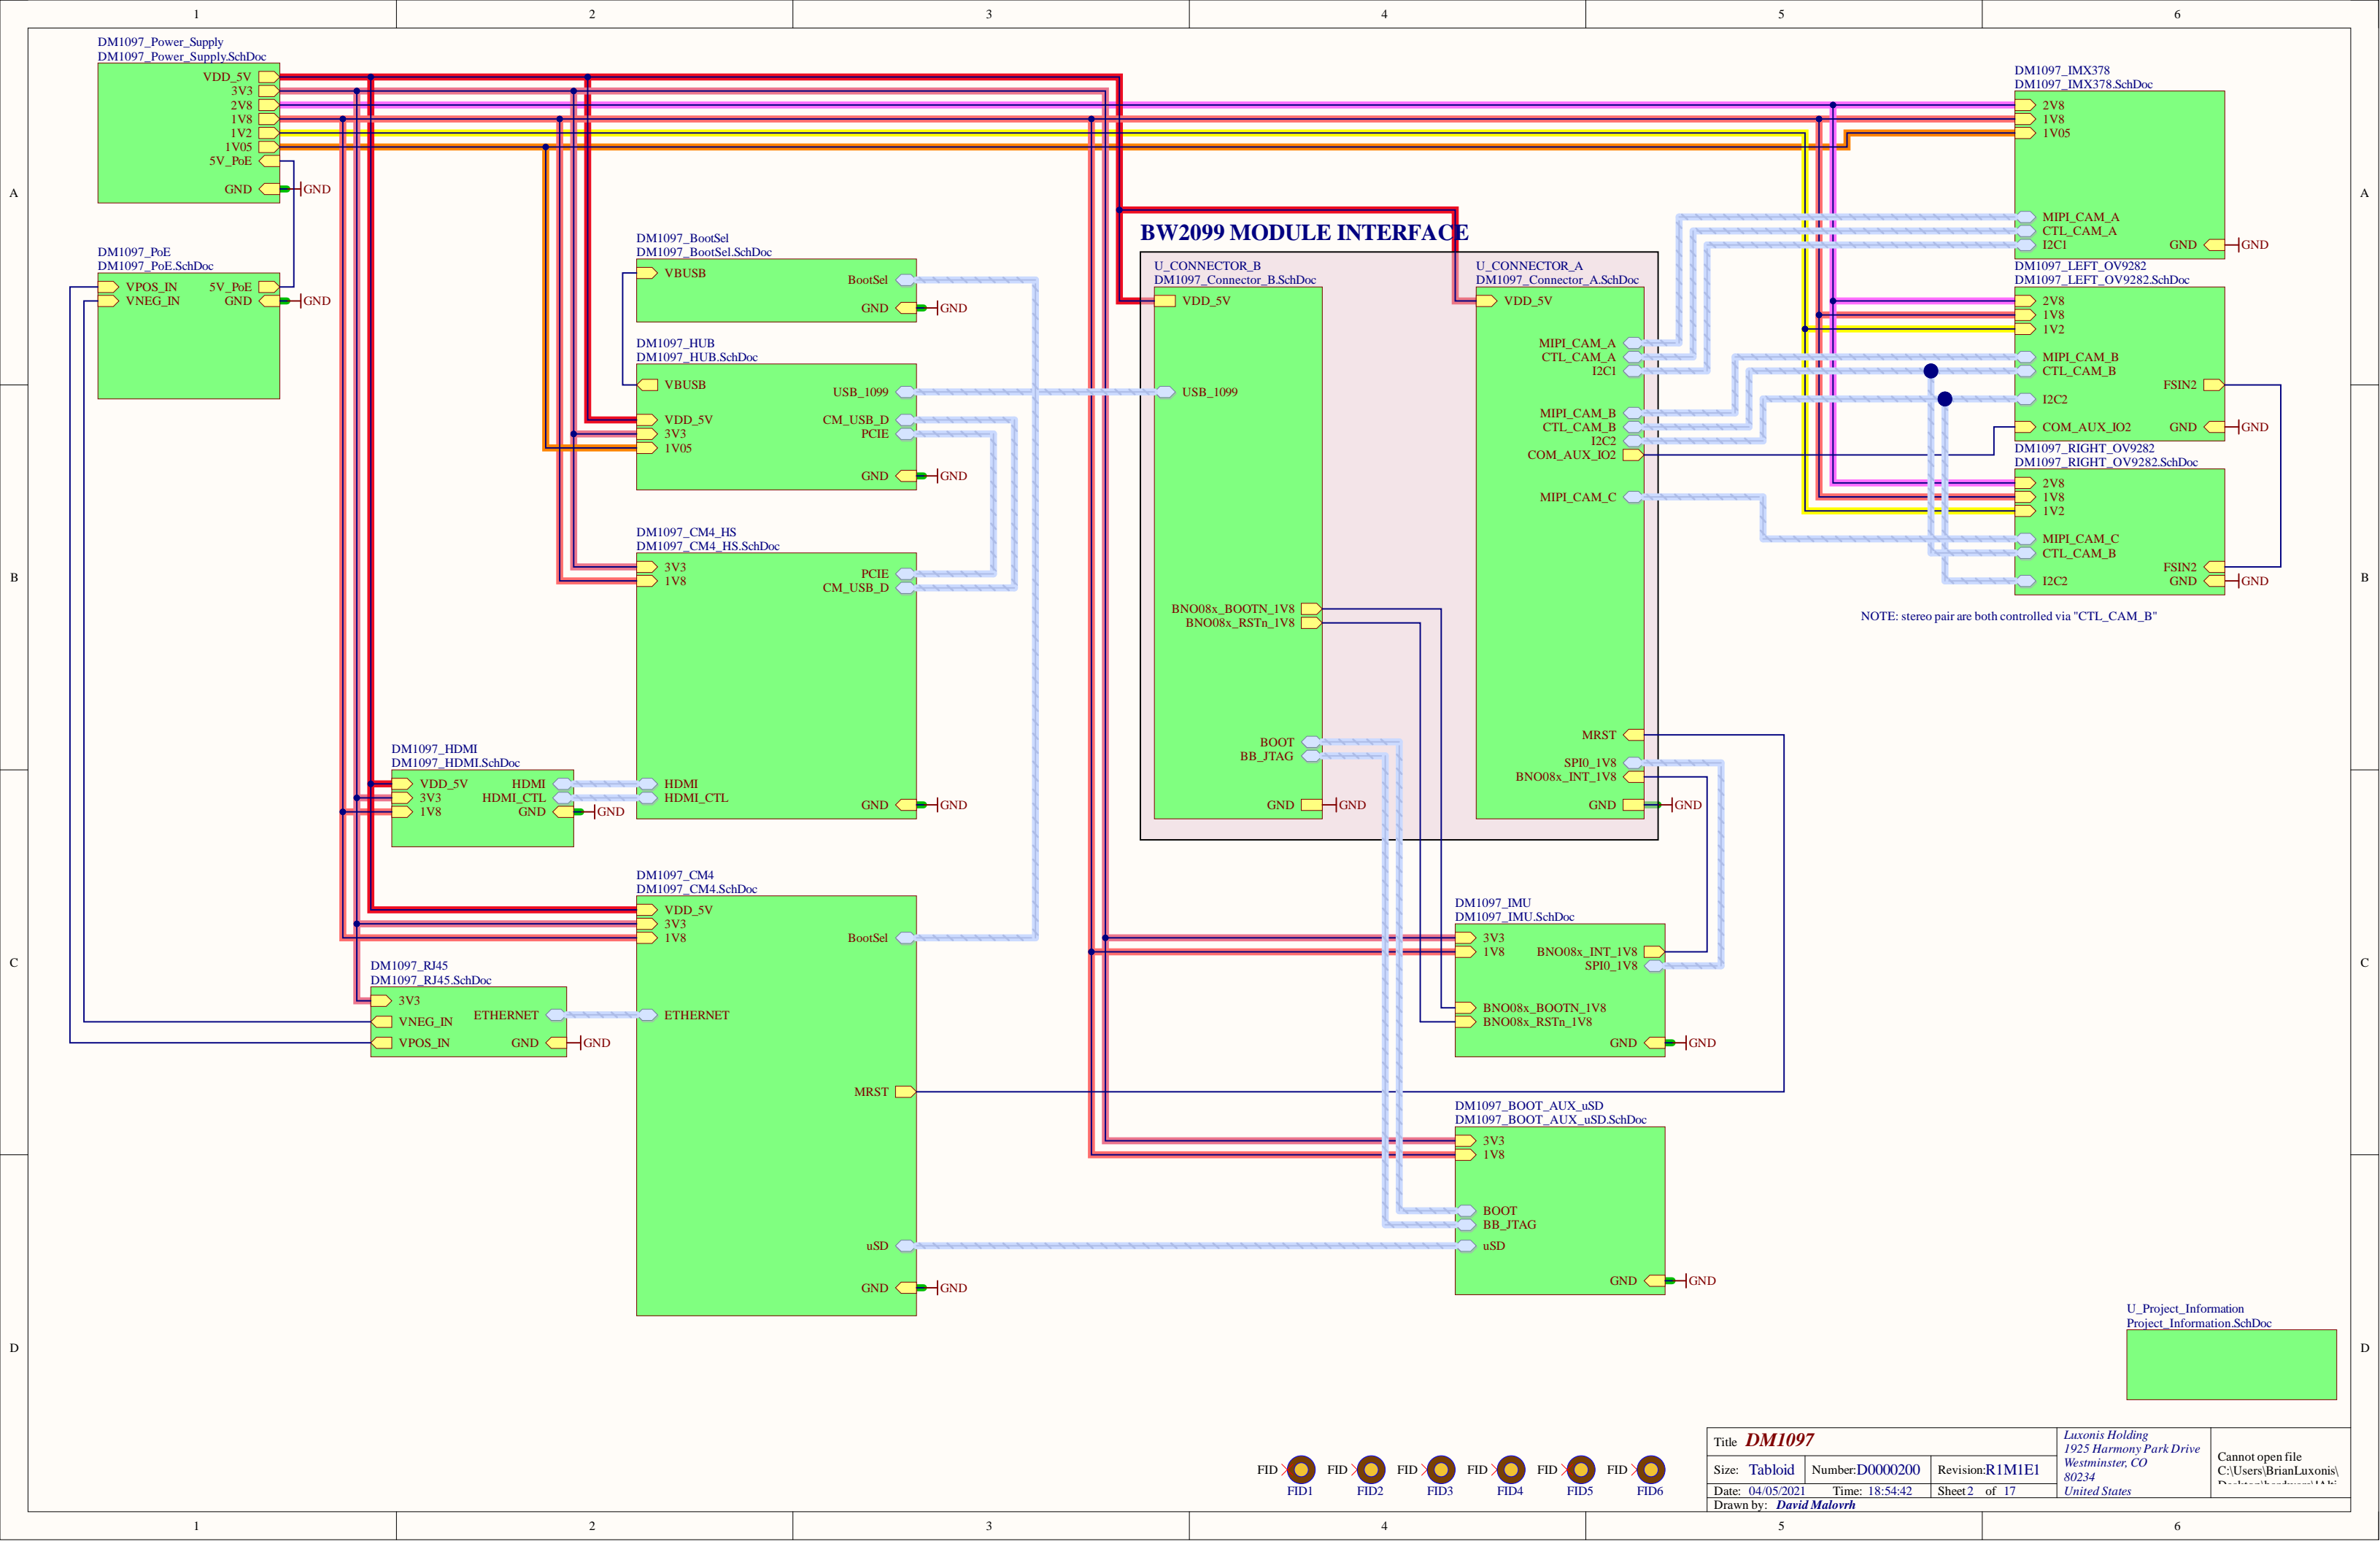 1 2 3 4 5 6
A
B
C
D
A
B
C
D
DM1097_Power_Supply
DM1097_Power_Supply.SchDoc
VDD_5V
3V3
2V8
1V8
1V2
1V05
5V_PoE
GND GND
DM1097_PoE
DM1097_PoE.SchDoc
VPOS_IN 5V_PoE
VNEG_IN GND GND
DM1097_BootSel
DM1097_BootSel.SchDoc
VBUSB
BootSel
GND GND
DM1097_HUB
DM1097_HUB.SchDoc
VBUSB
USB_1099
VDD_5V CM_USB_D
3V3 PCIE
1V05
GND GND
DM1097_CM4_HS
DM1097_CM4_HS.SchDoc
3V3
1V8
PCIE
CM_USB_D
HDMI
HDMI_CTL
GND GND
DM1097_HDMI
DM1097_HDMI.SchDoc
VDD_5V HDMI
3V3 HDMI_CTL
1V8 GND GND
DM1097_CM4
DM1097_CM4.SchDoc
VDD_5V
3V3
1V8 BootSel
ETHERNET
MRST
uSD
GND GND
DM1097_RJ45
DM1097_RJ45.SchDoc
3V3
ETHERNET
VNEG_IN
VPOS_IN GND GND
BW2099 MODULE INTERFACE
U_CONNECTOR_B
DM1097_Connector_B.SchDoc
VDD_5V
USB_1099
BNO08x_BOOTN_1V8
BNO08x_RSTn_1V8
BOOT
BB_JTAG
GND GND
U_CONNECTOR_A
DM1097_Connector_A.SchDoc
VDD_5V
MIPI_CAM_A
CTL_CAM_A
I2C1
MIPI_CAM_B
CTL_CAM_B
I2C2
COM_AUX_IO2
MIPI_CAM_C
MRST
SPI0_1V8
BNO08x_INT_1V8
GND GND
DM1097_IMU
DM1097_IMU.SchDoc
3V3
1V8 BNO08x_INT_1V8
SPI0_1V8
BNO08x_BOOTN_1V8
BNO08x_RSTn_1V8
GND GND
DM1097_BOOT_AUX_uSD
DM1097_BOOT_AUX_uSD.SchDoc
3V3
1V8
BOOT
BB_JTAG
uSD
GND GND
DM1097_IMX378
DM1097_IMX378.SchDoc
2V8
1V8
1V05
MIPI_CAM_A
CTL_CAM_A
I2C1 GND GND
DM1097_LEFT_OV9282
DM1097_LEFT_OV9282.SchDoc
2V8
1V8
1V2
MIPI_CAM_B
CTL_CAM_B
FSIN2
I2C2
COM_AUX_IO2 GND GND
DM1097_RIGHT_OV9282
DM1097_RIGHT_OV9282.SchDoc
2V8
1V8
1V2
MIPI_CAM_C
CTL_CAM_B
FSIN2
I2C2 GND GND
NOTE: stereo pair are both controlled via "CTL_CAM_B"
U_Project_Information
Project_Information.SchDoc
FID FID FID FID FID FID
FID1 FID2 FID3 FID4 FID5 FID6
Title DM1097
Size: Tabloid Number:D0000200 Revision:R1M1E1
Date: 04/05/2021 Time: 18:54:42 Sheet2 of 17
Drawn by: David Malovrh
Luxonis Holding
1925 Harmony Park Drive
Westminster, CO
80234
United States
Cannot open file
C:\Users\BrianLuxonis\
1 2 3 4 5 6